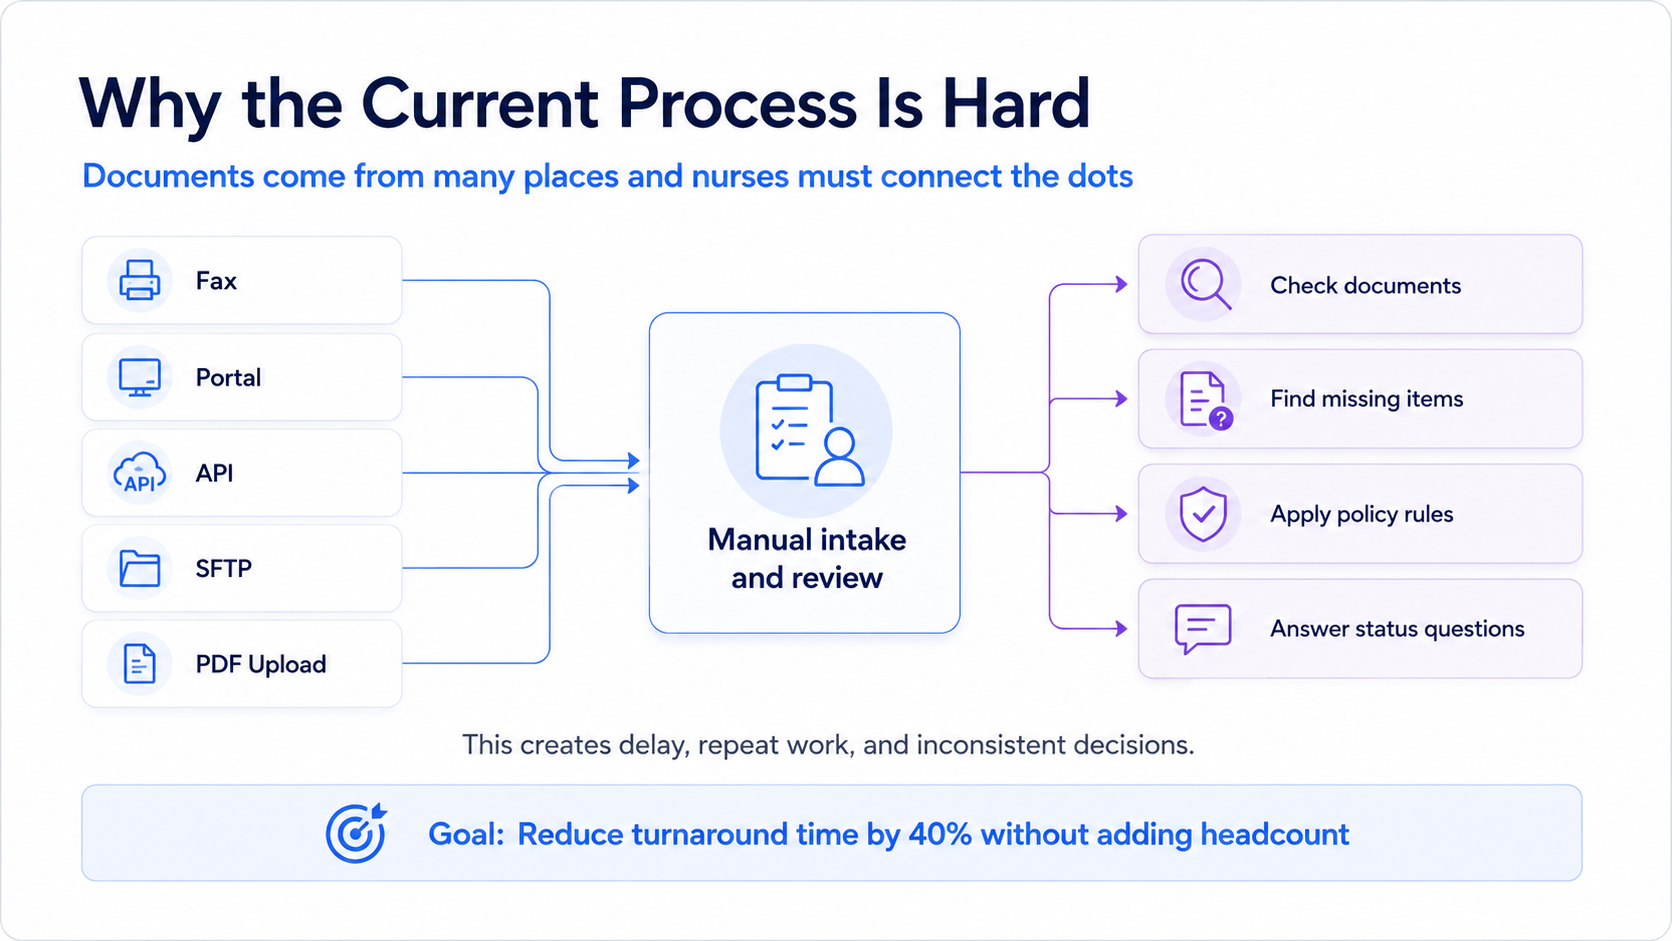 Why the Current Process Is Hard
Documents come from many places and nurses must connect the dots
Fax
Portal
API
API
SFTP
PDF Upload
Manual intake
and review
Check documents
?
Find missing items
Apply policy rules
Answer status questions
This creates delay, repeat work, and inconsistent decisions.
Goal: Reduce turnaround time by 40% without adding headcount